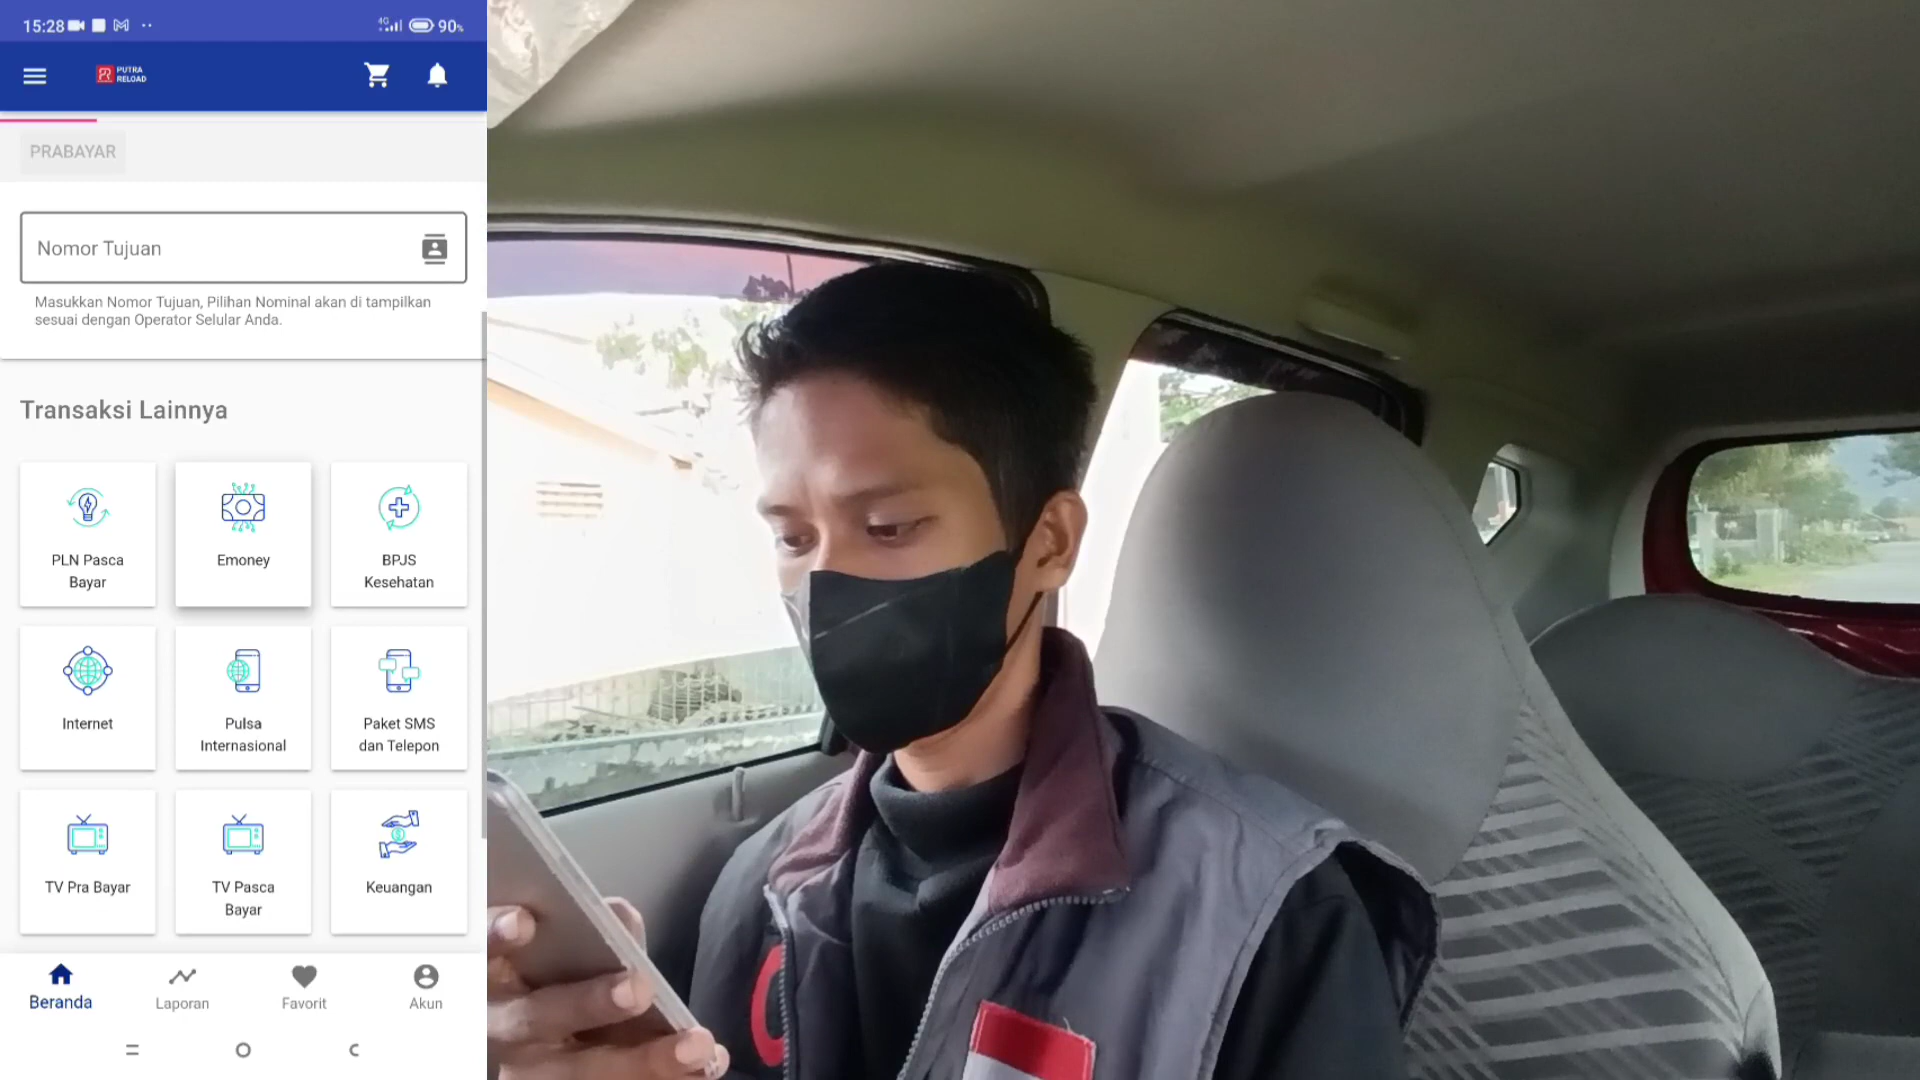 15:28
4G
90%
PR PUTRA
RELOAD
PRABAYAR
Nomor Tujuan
Masukkan Nomor Tujuan, Pilihan Nominal akan di tampilkan
sesuai dengan Operator Selular Anda.
Transaksi Lainnya
PLN Pasca
Bayar
Emoney
BPJS
Kesehatan
Internet
Pulsa
Internasional
Paket SMS
dan Telepon
TV Pra Bayar
TV Pasca
Bayar
Keuangan
Beranda
Laporan
Favorit
Akun